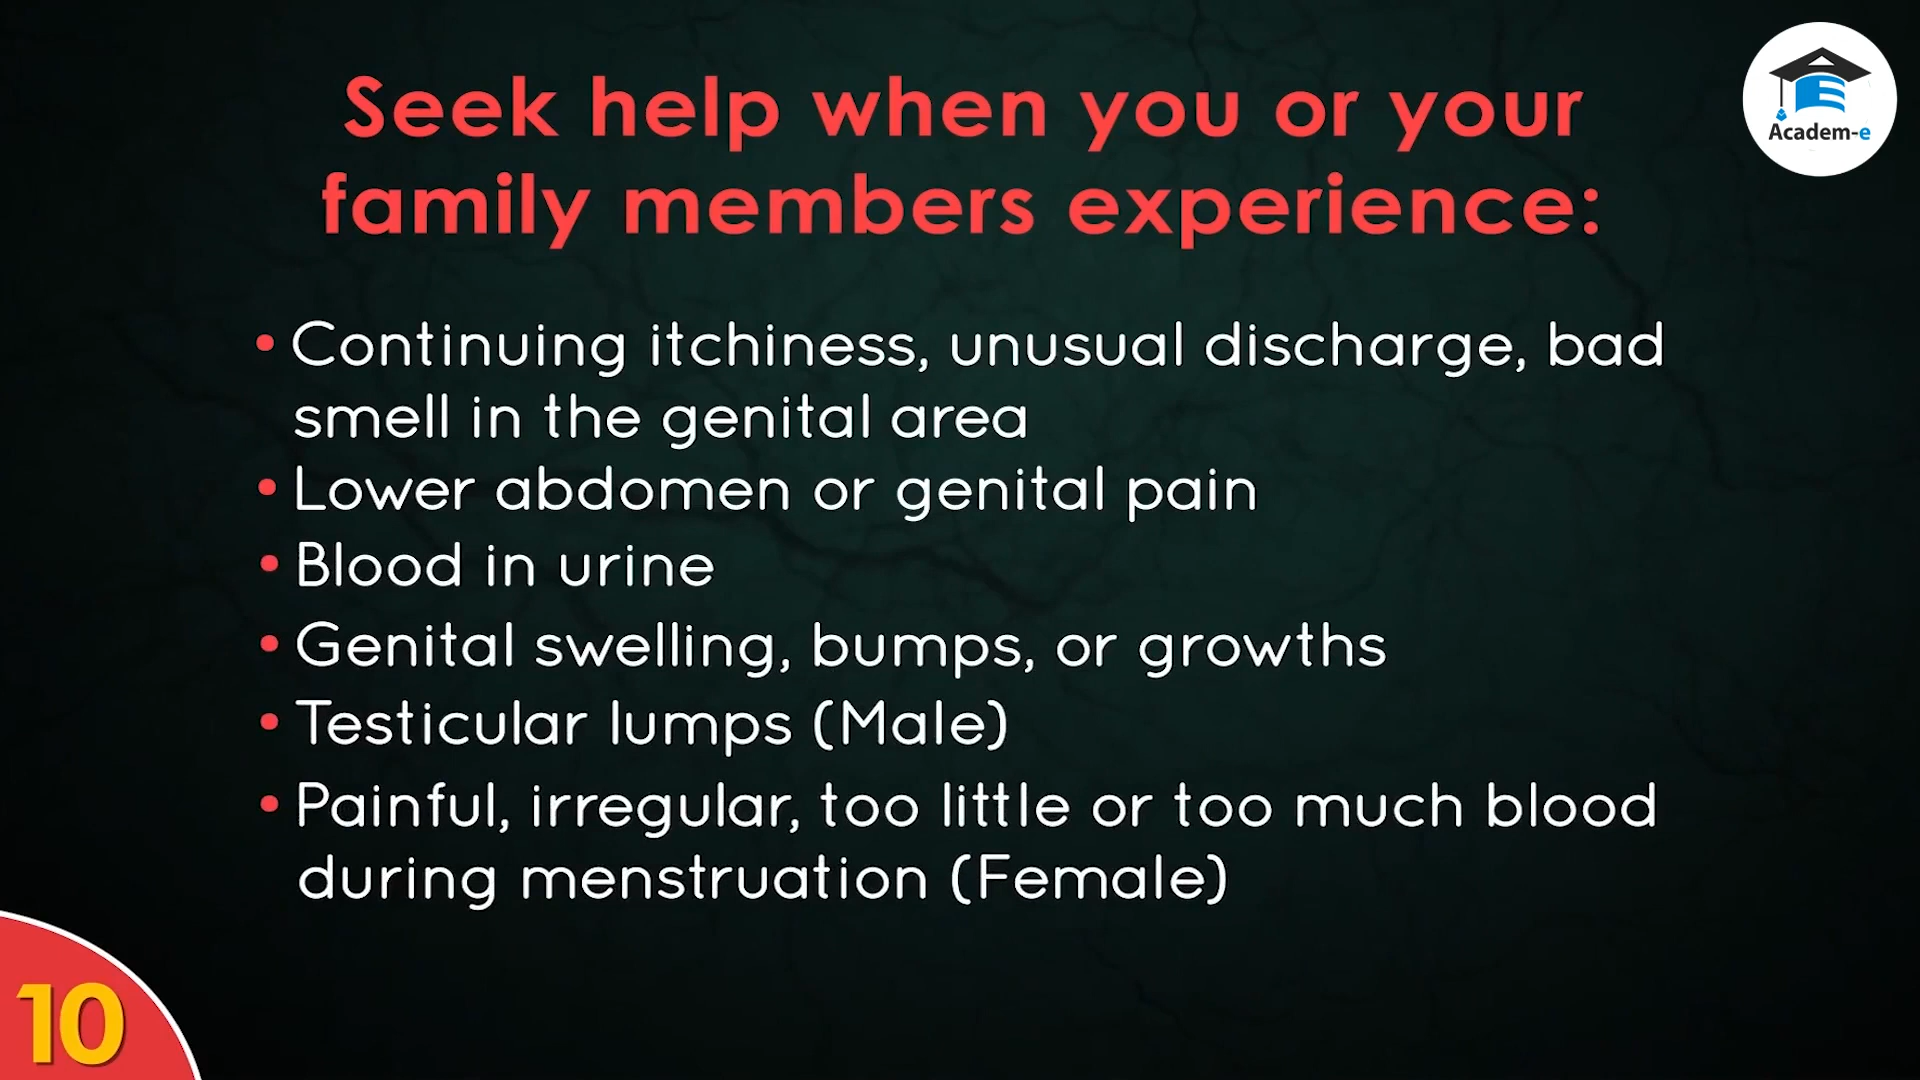 Seek help when you or your
family members experience:
Academ-e
• Continuing itchiness, unusual discharge, bad
smell in the genital area
• Lower abdomen or genital pain
• Blood in urine
• Genital swelling, bumps, or growths
• Testicular lumps (Male)
• Painful, irregular, too little or too much blood
during menstruation (Female)
10